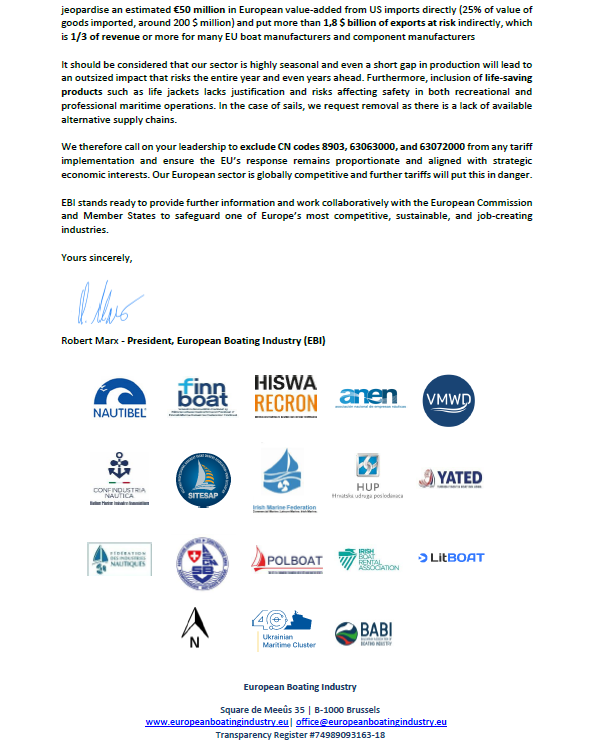 jeopardise an estimated €50 million in European value-added from US imports directly (25% of value of
goods imported, around 200 $ million) and put more than 1,8 $ billion of exports at risk indirectly, which
is 1/3 of revenue or more for many EU boat manufacturers and component manufacturers
It should be considered that our sector is highly seasonal and even a short gap in production will lead to
an outsized impact that risks the entire year and even years ahead. Furthermore, inclusion of life-saving
products such as life jackets lacks justification and risks affecting safety in both recreational and
professional maritime operations. In the case of sails, we request removal as there is a lack of available
alternative supply chains.
We therefore call on your leadership to exclude CN codes 8903, 63063000, and 63072000 from any tariff
implementation and ensure the EU's response remains proportionate and aligned with strategic
economic interests. Our European sector is globally competitive and further tariffs will put this in danger.
EBI stands ready to provide further information and work collaboratively with the European Commission
and Member States to safeguard one of Europe's most competitive, sustainable, and job-creating
industries.
Yours sincerely,
Robert Marx - President, European Boating Industry (EBI)
NAUTIBEL
finn
boat
HISWA
RECRON
anen
VMWD
CONFINDUSTRIA
NAUTICA
SITESAP
Irish Marine Federation
HUP
Hrvatska udruga poslodavaca
YATED
FÉDÉRATION
DES INDUSTRIES
NAUTIQUES
POLBOAT
IRISH
BOAT
RENTAL
ASSOCIATION
LitBOAT
N
4.0
Ukrainian
Maritime Cluster
BABI
European Boating Industry
Square de Meeûs 35 | B-1000 Brussels
www.europeanboatingindustry.eu | office@europeanboatingindustry.eu
Transparency Register #74989093163-18